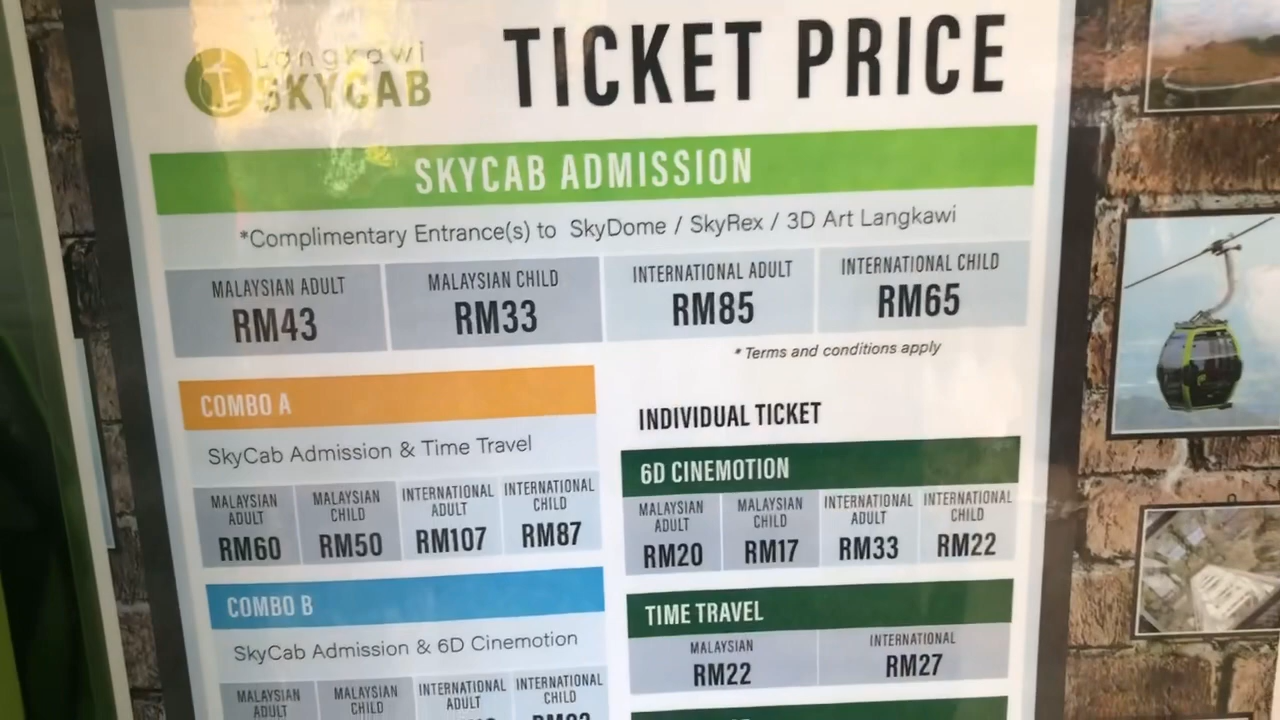 Langkawi
SKYCAB
TICKET PRICE
SKYCAB ADMISSION
*Complimentary Entrance(s) to SkyDome / SkyRex / 3D Art Langkawi
MALAYSIAN ADULT
RM43
MALAYSIAN CHILD
RM33
INTERNATIONAL ADULT
RM85
INTERNATIONAL CHILD
RM65
* Terms and conditions apply
COMBO A
SkyCab Admission & Time Travel
MALAYSIAN
ADULT
RM60
MALAYSIAN
CHILD
RM50
INTERNATIONAL
ADULT
RM107
INTERNATIONAL
CHILD
RM87
COMBO B
SkyCab Admission & 6D Cinemotion
MALAYSIAN
ADULT
MALAYSIAN
CHILD
INTERNATIONAL
ADULT
INTERNATIONAL
CHILD
INDIVIDUAL TICKET
6D CINEMOTION
MALAYSIAN
ADULT
RM20
MALAYSIAN
CHILD
RM17
INTERNATIONAL
ADULT
RM33
INTERNATIONAL
CHILD
RM22
TIME TRAVEL
MALAYSIAN
RM22
INTERNATIONAL
RM27